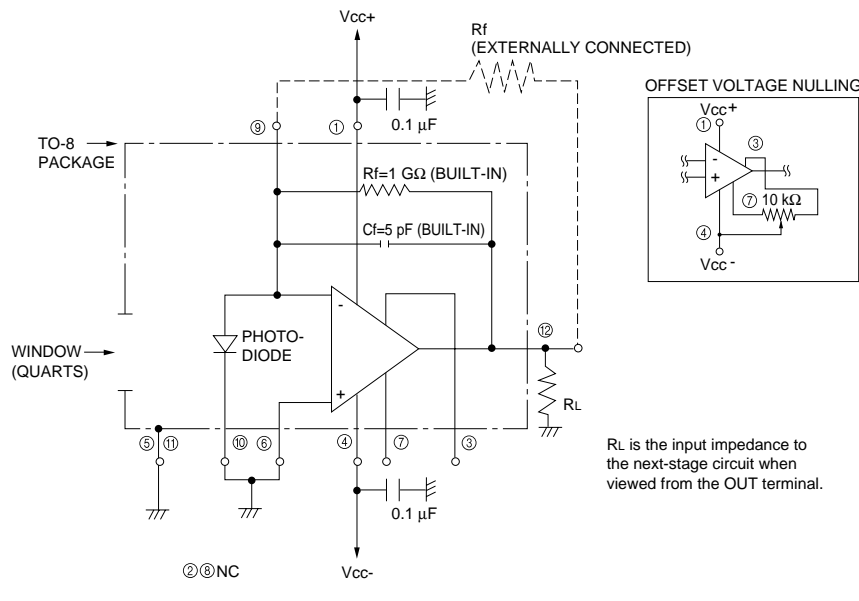 Vcc+
Rf
(EXTERNALLY CONNECTED)
0.1 μF
⑨
①
TO-8
PACKAGE
Rf=1 GΩ (BUILT-IN)
Cf=5 pF (BUILT-IN)
-
+
PHOTO-
DIODE
WINDOW
(QUARTS)
⑫
RL
⑤ ⑪ ⑩ ⑥ ④ ⑦ ③
0.1 μF
②⑧NC
Vcc-
OFFSET VOLTAGE NULLING
Vcc+
①
③
-
+
⑦ 10 kΩ
④
Vcc -
RL is the input impedance to
the next-stage circuit when
viewed from the OUT terminal.